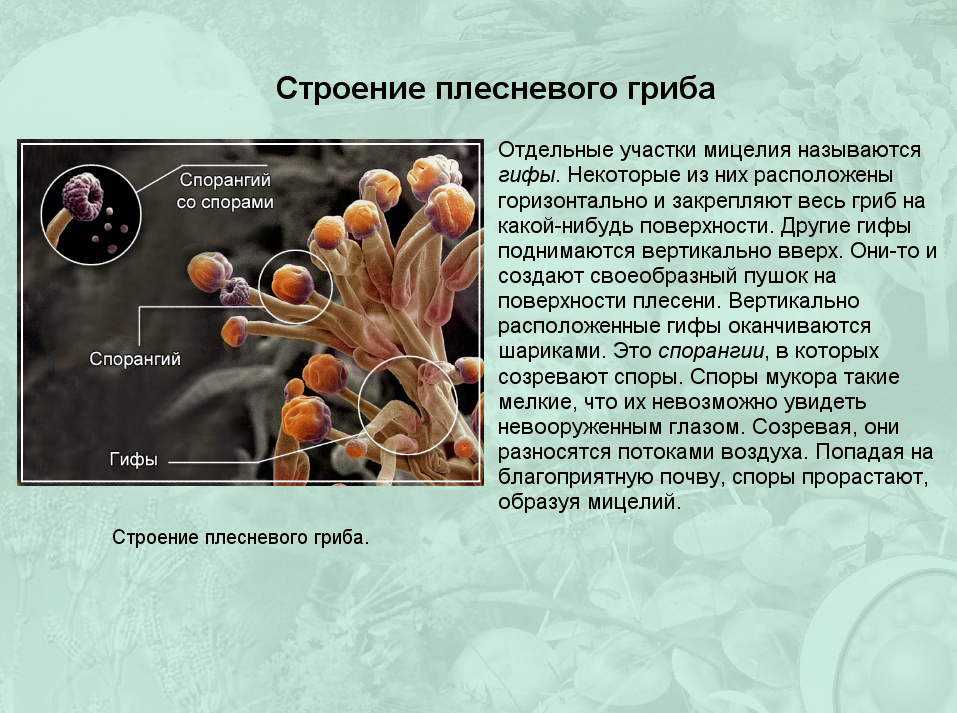 Строение плесневого гриба
Спорангий
со спорами
Спорангий
Гифы
Отдельные участки мицелия называются
гифы. Некоторые из них расположены
горизонтально и закрепляют весь гриб на
какой-нибудь поверхности. Другие гифы
поднимаются вертикально вверх. Они-то и
создают своеобразный пушок на
поверхности плесени. Вертикально
расположенные гифы оканчиваются
шариками. Это спорангии, в которых
созревают споры. Споры мукора такие
мелкие, что их невозможно увидеть
невооруженным глазом. Созревая, они
разносятся потоками воздуха. Попадая на
благоприятную почву, споры прорастают,
образуя мицелий.
Строение плесневого гриба.